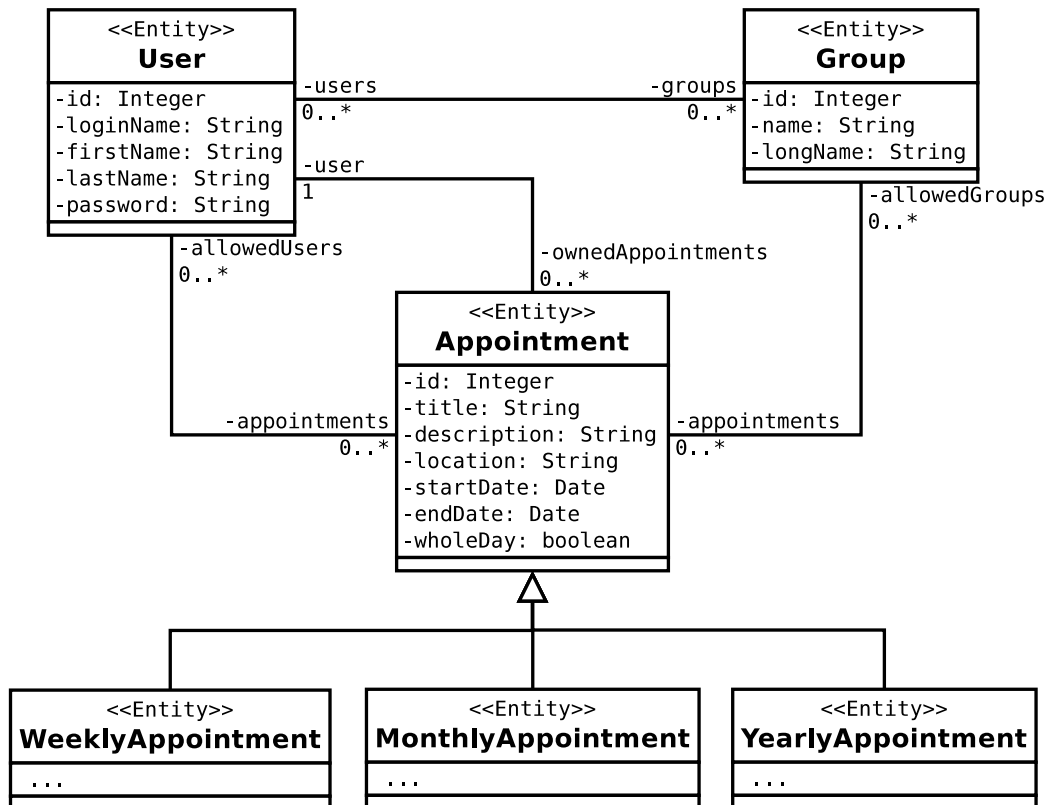 <<Entity>>
User
-id: Integer
-loginName: String
-firstName: String
-lastName: String
-password: String
-users
0..*
-groups
0..*
<<Entity>>
Group
-id: Integer
-name: String
-longName: String
-user
1
-allowedUsers
0..*
-ownedAppointments
0..*
-allowedGroups
0..*
<<Entity>>
Appointment
-id: Integer
-title: String
-description: String
-location: String
-startDate: Date
-endDate: Date
-wholeDay: boolean
-appointments
0..*
-appointments
0..*
<<Entity>>
WeeklyAppointment
...
<<Entity>>
MonthlyAppointment
...
<<Entity>>
YearlyAppointment
...